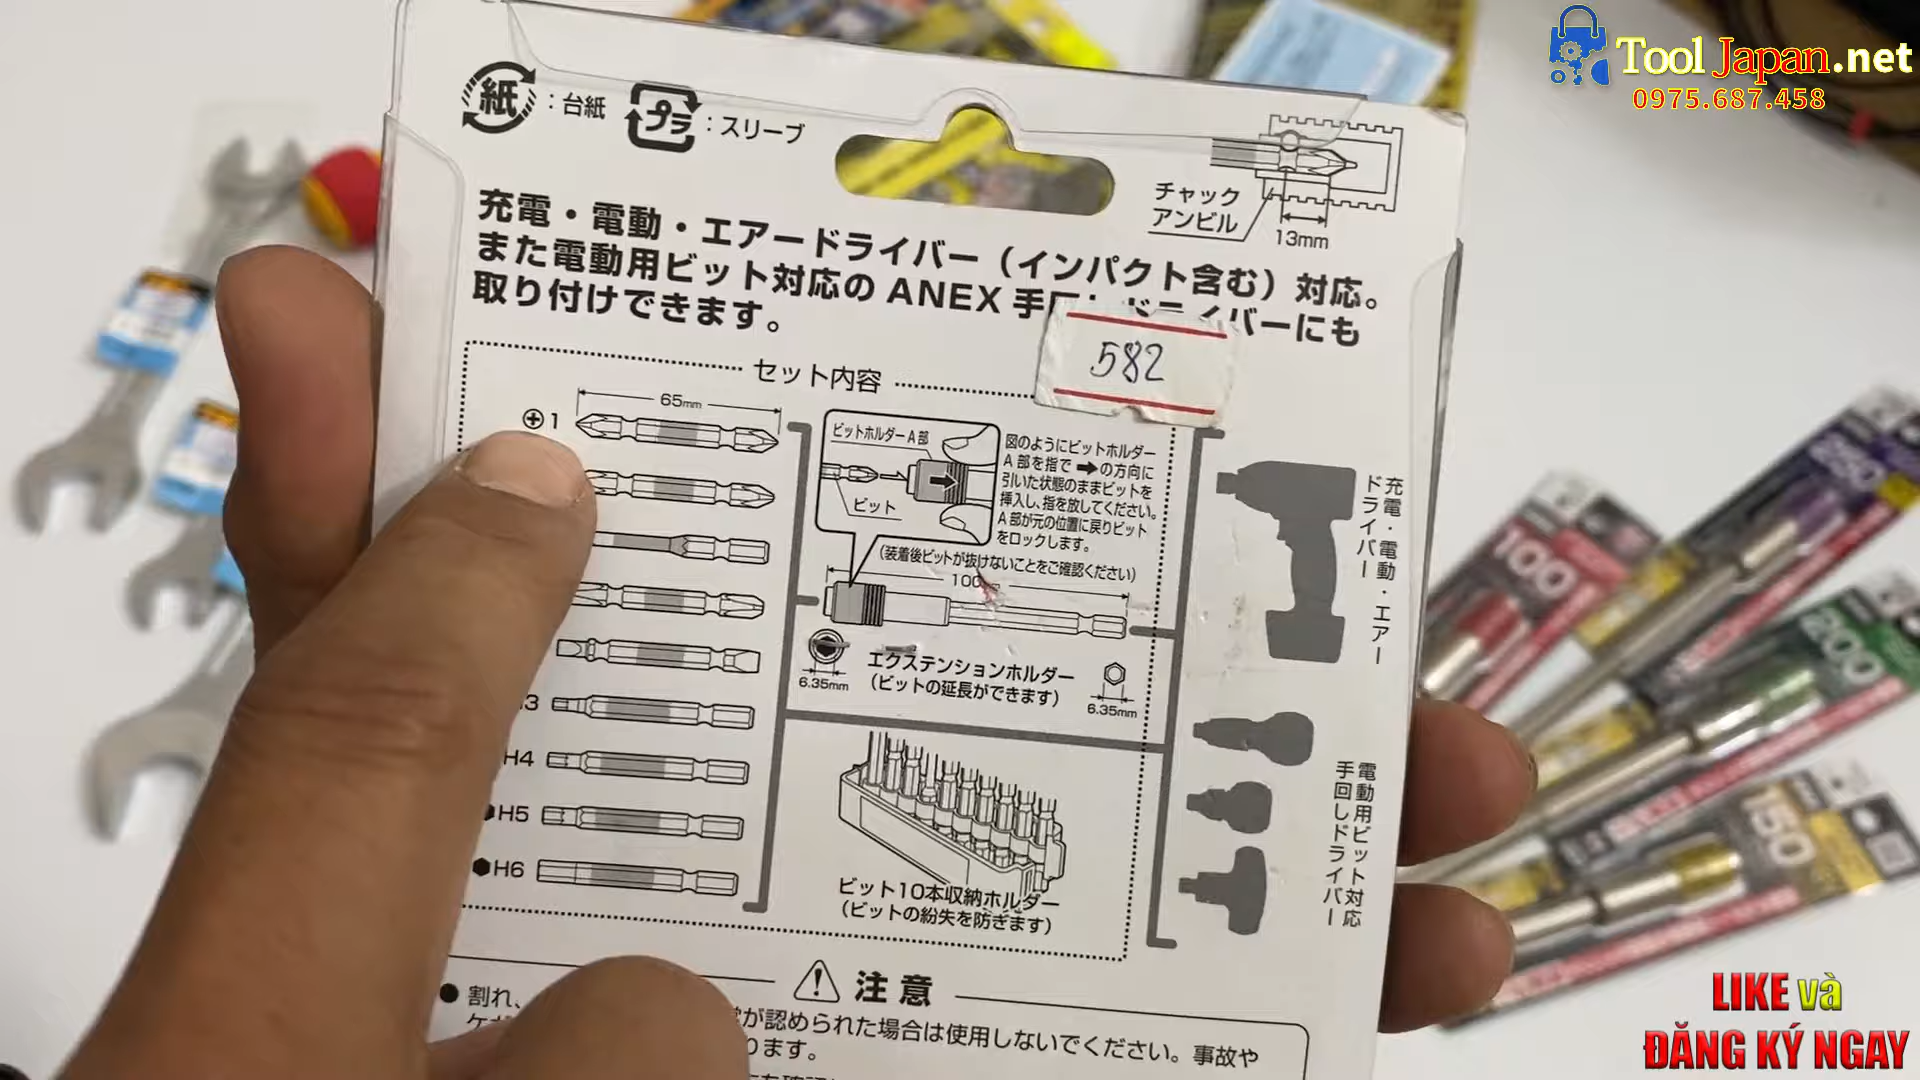 Tool Japan.net
0975.687.458
紙：台紙
プラ：スリーブ
チャック
アンビル
13mm
充電・電動・エアードライバー（インパクト含む）対応。
また電動用ビット対応の ANEX 手 バーにも
取り付けできます。
582
セット内容
65mm
⊕1
ビットホルダーA部
ビット
図のようにビットホルダー
A部を指で➡の方向に
引いた状態のままビットを
挿入し、指を放してください。
A部が元の位置に戻りビット
をロックします。
（装着後ビットが抜けないことをご確認ください）
100
6.35mm
エクステンションホルダー
（ビットの延長ができます）
6.35mm
H4
H5
H6
ビット10本収納ホルダー
（ビットの紛失を防ぎます）
充電・電動・エアー
ドライバー
電動用ビット対応
手回しドライバー
注意
●割れ、
が認められた場合は使用しないでください。事故や
ります。
100
250
200
150
LIKE và
ĐĂNG KÝ NGAY